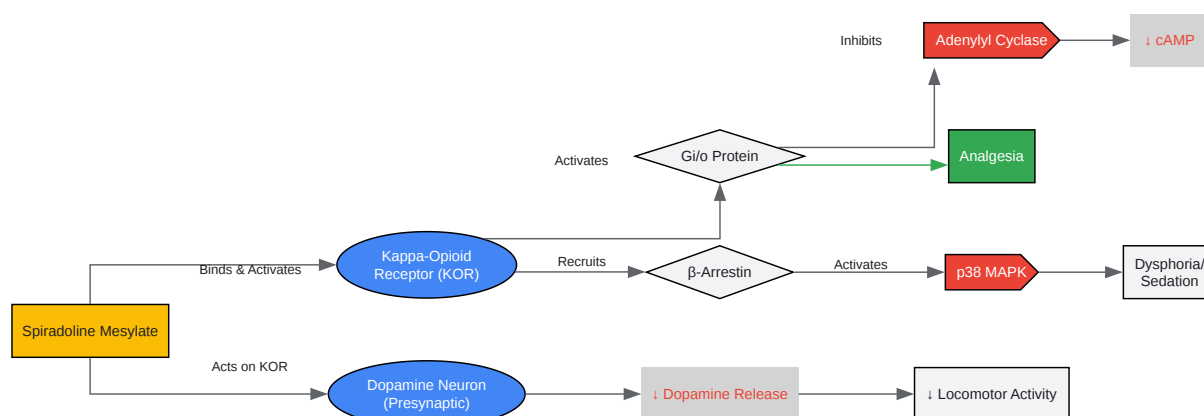 Inhibits
Adenylyl Cyclase
↓ cAMP
Activates
Gi/o Protein
Analgesia
Binds & Activates
Kappa-Opioid
Receptor (KOR)
Recruits
β-Arrestin
Activates
p38 MAPK
Dysphoria/
Sedation
Spiradoline Mesylate
Acts on KOR
Dopamine Neuron
(Presynaptic)
↓ Dopamine Release
↓ Locomotor Activity